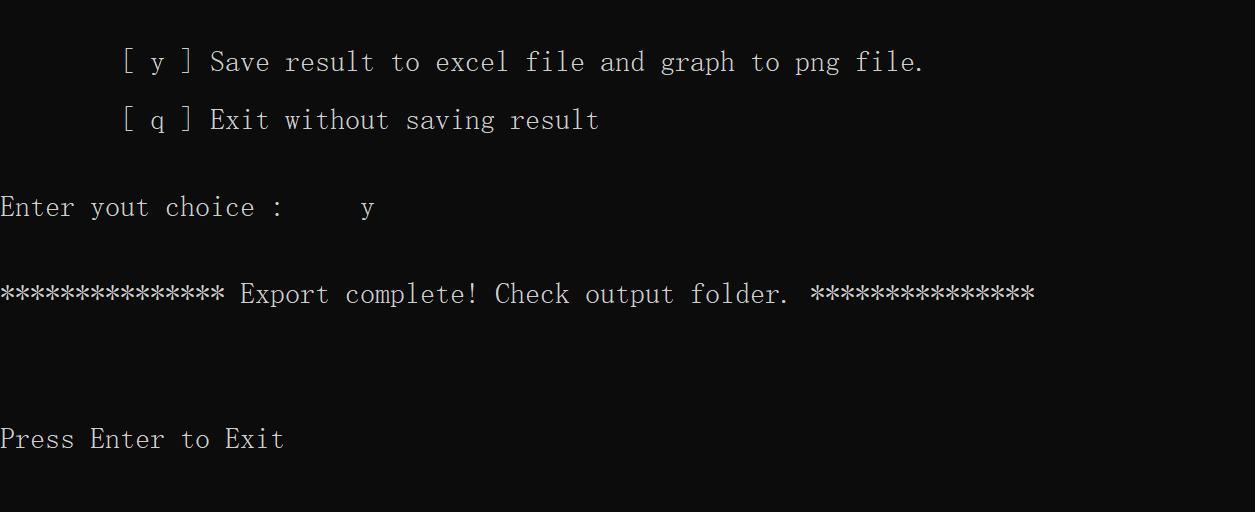 [ y ] Save result to excel file and graph to png file.
[ q ] Exit without saving result
Enter yout choice :     y
*************** Export complete! Check output folder. ***************
Press Enter to Exit